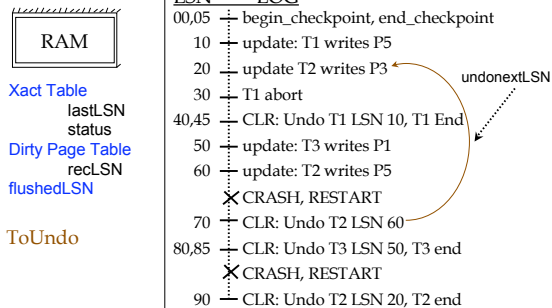 LSN LOG
RAM
Xact Table
lastLSN
status
Dirty Page Table
recLSN
flushedLSN
ToUndo
00,05 begin_checkpoint, end_checkpoint
10 update: T1 writes P5
20 update T2 writes P3
30 T1 abort
40,45 CLR: Undo T1 LSN 10, T1 End
50 update: T3 writes P1
60 update: T2 writes P5
CRASH, RESTART
70 CLR: Undo T2 LSN 60
80,85 CLR: Undo T3 LSN 50, T3 end
CRASH, RESTART
90 CLR: Undo T2 LSN 20, T2 end
undonextLSN